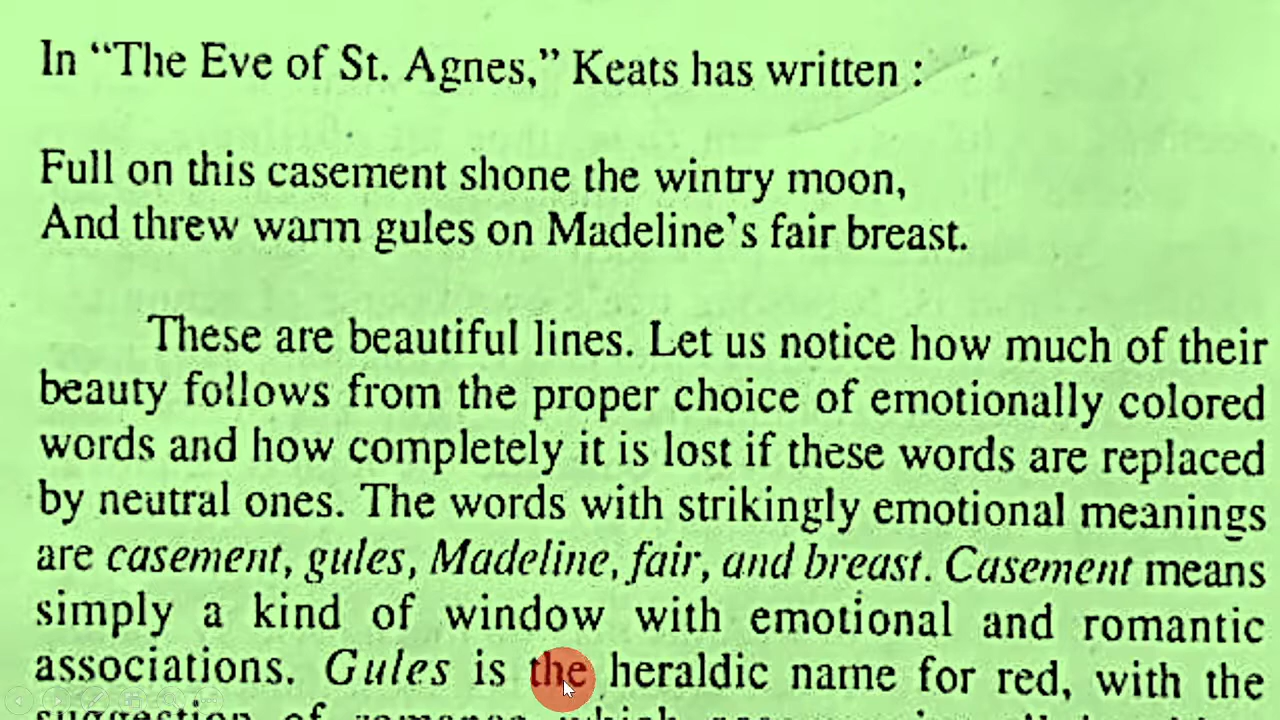 In “The Eve of St. Agnes,” Keats has written :
Full on this casement shone the wintry moon,
And threw warm gules on Madeline’s fair breast.
These are beautiful lines. Let us notice how much of their
beauty follows from the proper choice of emotionally colored
words and how completely it is lost if these words are replaced
by neutral ones. The words with strikingly emotional meanings
are casement, gules, Madeline, fair, and breast. Casement means
simply a kind of window with emotional and romantic
associations. Gules is the heraldic name for red, with the
suggestion of romance which